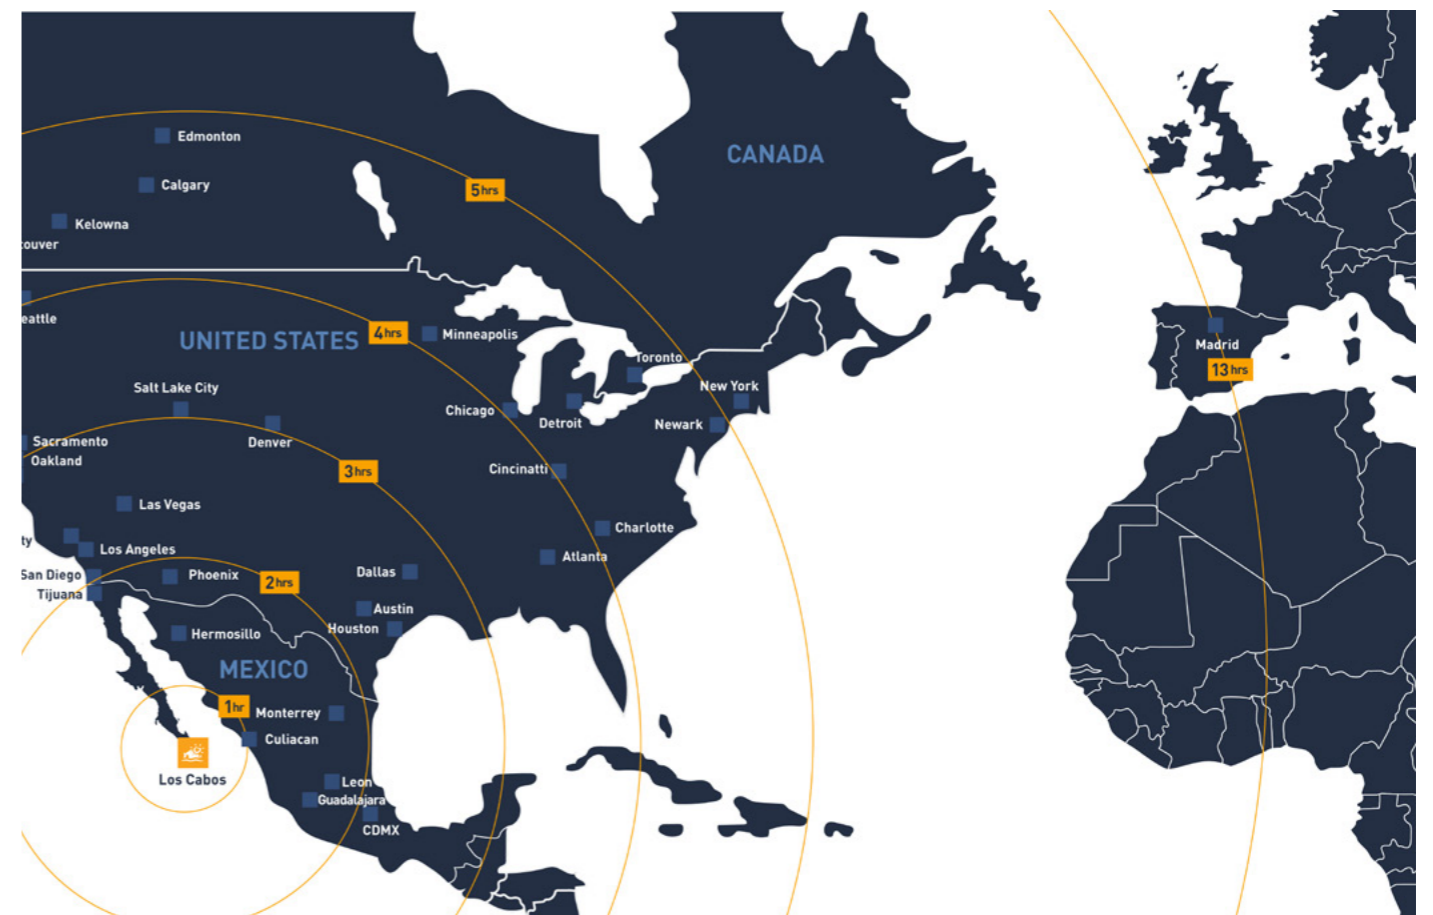 CANADA
Edmonton
5hrs
Calgary
Kelowna
couver
eattle
UNITED STATES
4hrs
Minneapolis
Toronto
Madrid
13hrs
Salt Lake City
New York
Chicago
Detroit
Newark
Denver
Sacramento
Oakland
3hrs
Cincinatti
Las Vegas
Charlotte
ty
Los Angeles
Atlanta
San Diego
Phoenix
2hrs
Dallas
Tijuana
Austin
Houston
Hermosillo
MEXICO
1hr
Monterrey
Culiacan
Los Cabos
Leon
Guadalajara
CDMX